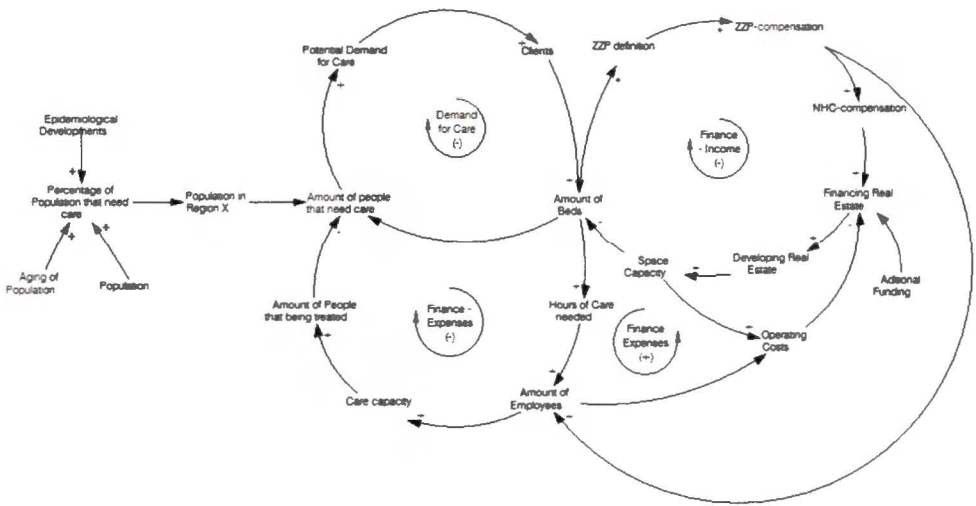 Potential Demand
for Care
+
+
Clients
ZZP definition
+
+
ZZP-compensation
Epidemiological
Developments
Demand
for Care
(-)
Finance
- Income
(-)
NHC-compensation
+
+
Percentage of
Population that need
care
Population in
Region X
Amount of people
that need care
Amount of
Beds
Financing Real
Estate
+
+
Aging of
Population
Population
Space
Capacity
Developing Real
Estate
Aditional
Funding
Amount of People
that being treated
Finance -
Expenses
(-)
Hours of Care
needed
Finance
Expenses
(+)
Operating
Costs
Care capacity
Amount of
Employees